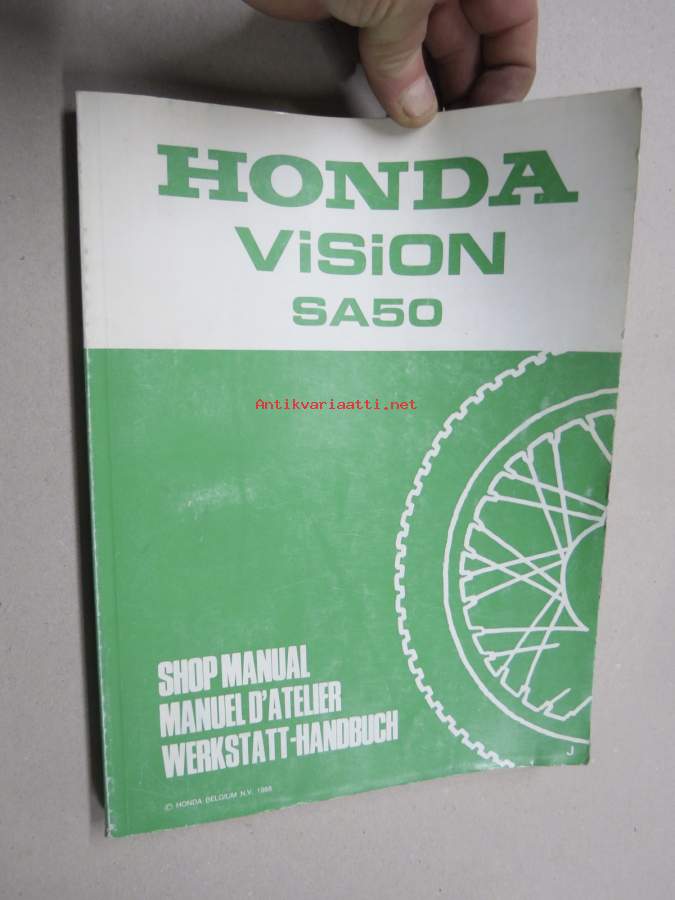 HONDA
ViSiON
SA50
Antikvariaatti.net
SHOP MANUAL
MANUEL D'ATELIER
WERKSTATT-HANDBUCH
J
© HONDA BELGIUM N.V. 1988